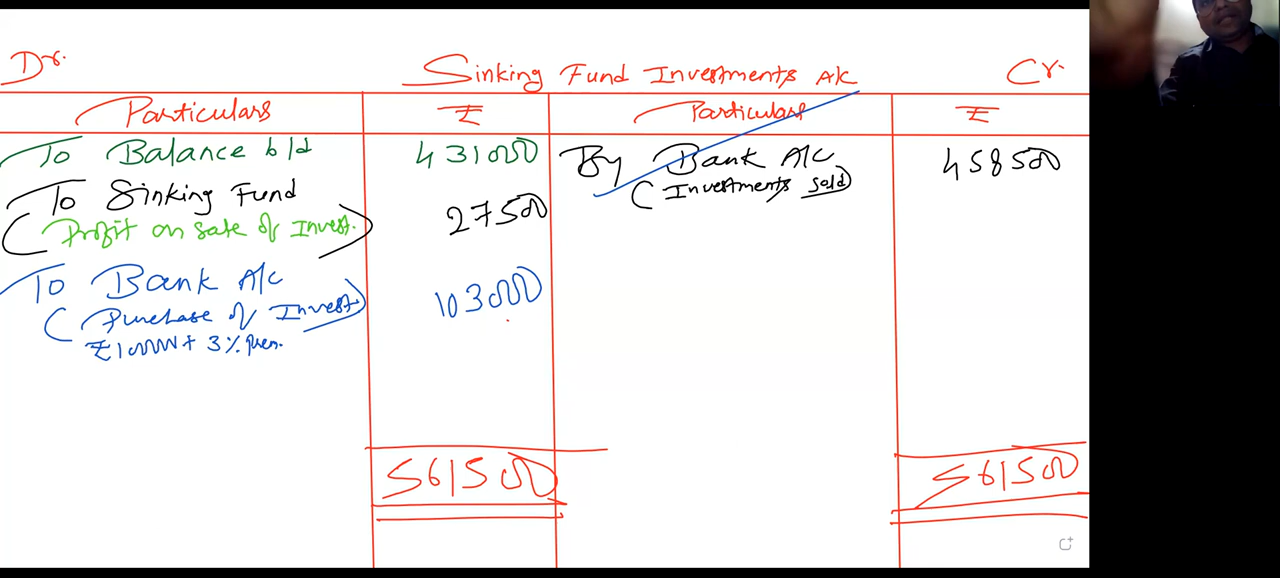 Dr. Sinking Fund Investments A/c Cr.
Particulars ₹ Particulars ₹
To Balance b/d 431000 By Bank A/c 458500
(Investments sold)
To Sinking Fund 27500
(Profit on sale of Invest.)
To Bank A/c 103000
(Purchase of Invest.)
₹100000 + 3% prem.
561500 561500